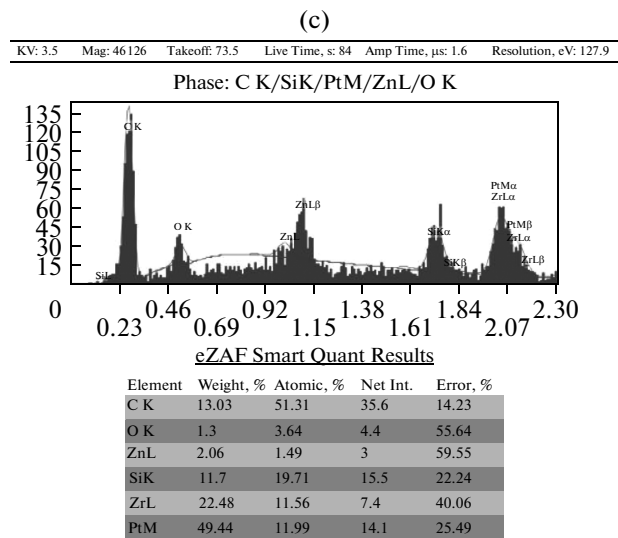 (c)
KV: 3.5 Mag: 46126 Takeoff: 73.5 Live Time, s: 84 Amp Time, μs: 1.6 Resolution, eV: 127.9
Phase: C K/SiK/PtM/ZnL/O K
135
120
105
90
75
60
45
30
15
0
C K
O K
SiL
ZnL
ZnLβ
SiKα
SiKβ
PtMα
ZrLα
PtMβ
ZrLα
ZrLβ
0.46 0.92 1.38 1.84 2.30
0.23 0.69 1.15 1.61 2.07
eZAF Smart Quant Results
Element Weight, % Atomic, % Net Int. Error, %
C K 13.03 51.31 35.6 14.23
O K 1.3 3.64 4.4 55.64
ZnL 2.06 1.49 3 59.55
SiK 11.7 19.71 15.5 22.24
ZrL 22.48 11.56 7.4 40.06
PtM 49.44 11.99 14.1 25.49